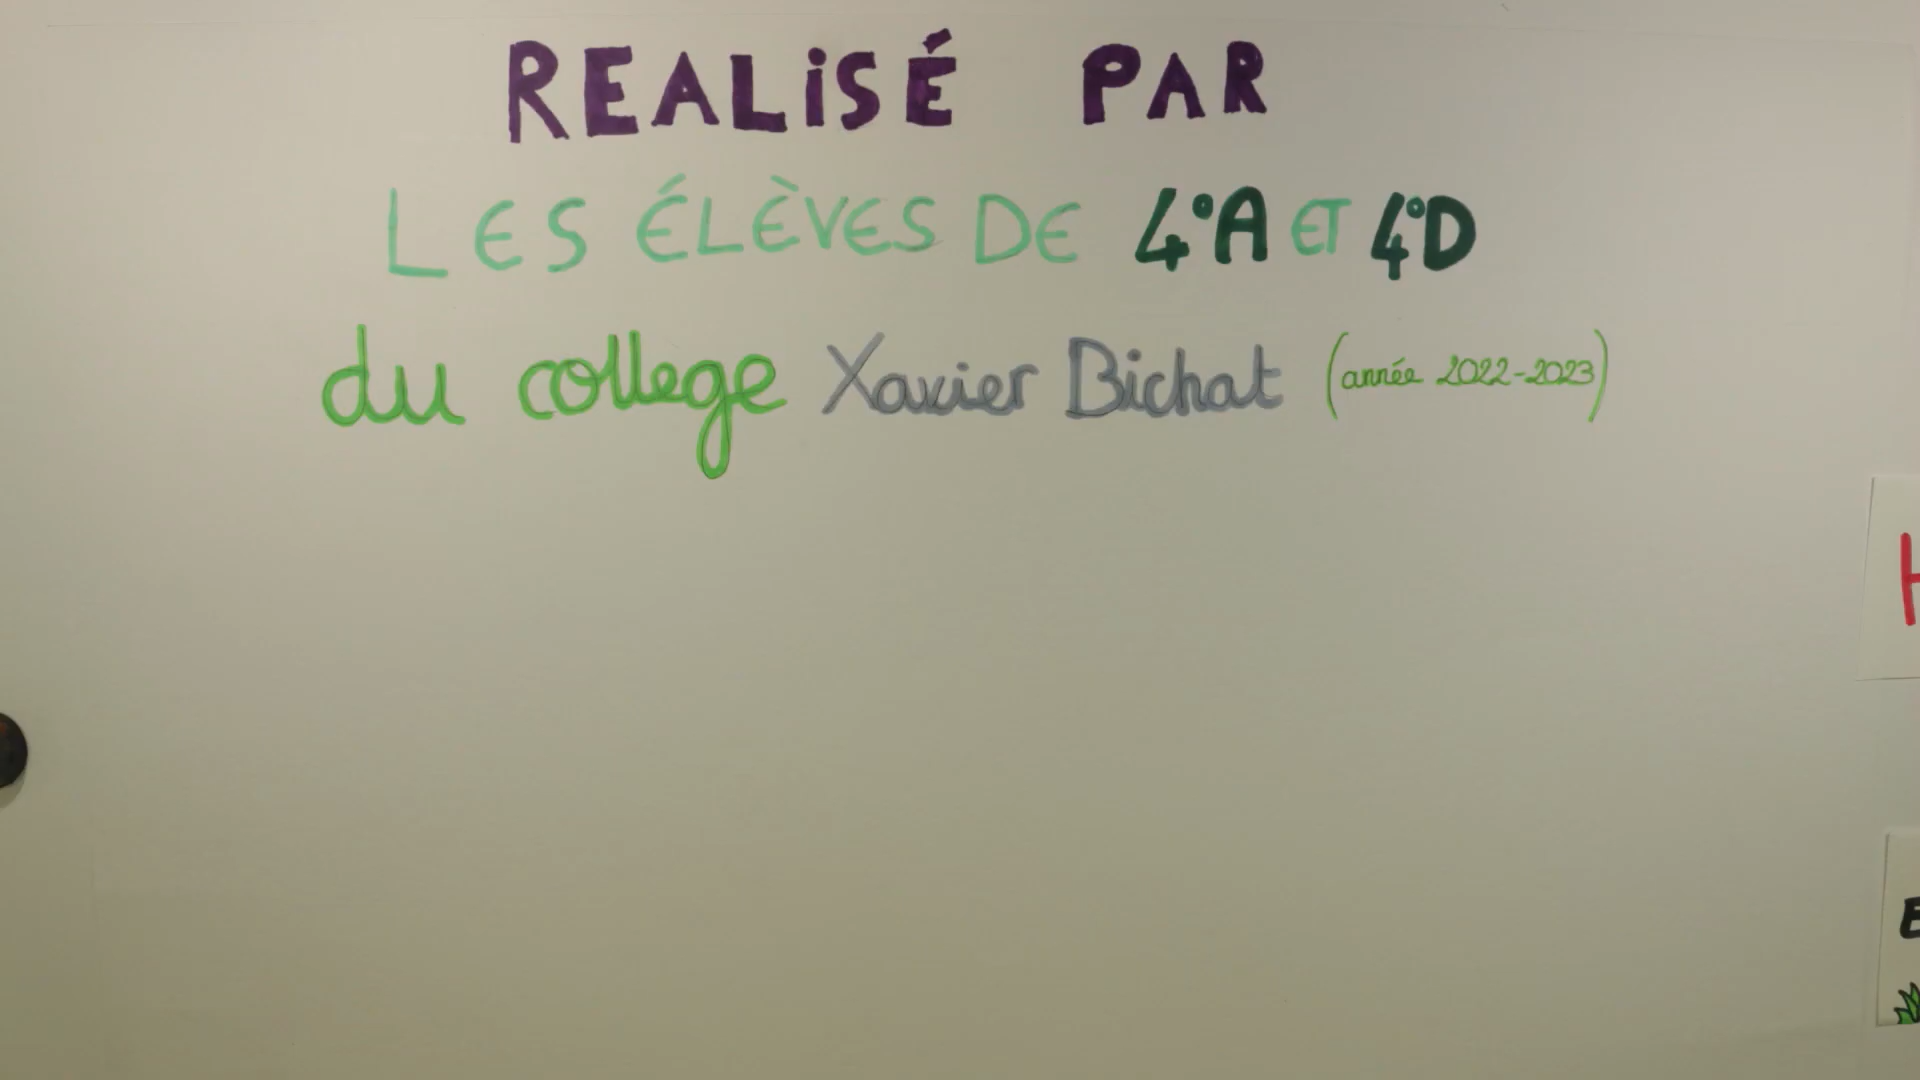 REALiSÉ PAR
LES ÉLÈVES DE 4°A ET 4°D
du college Xavier Bichat (année 2022-2023)
H
E